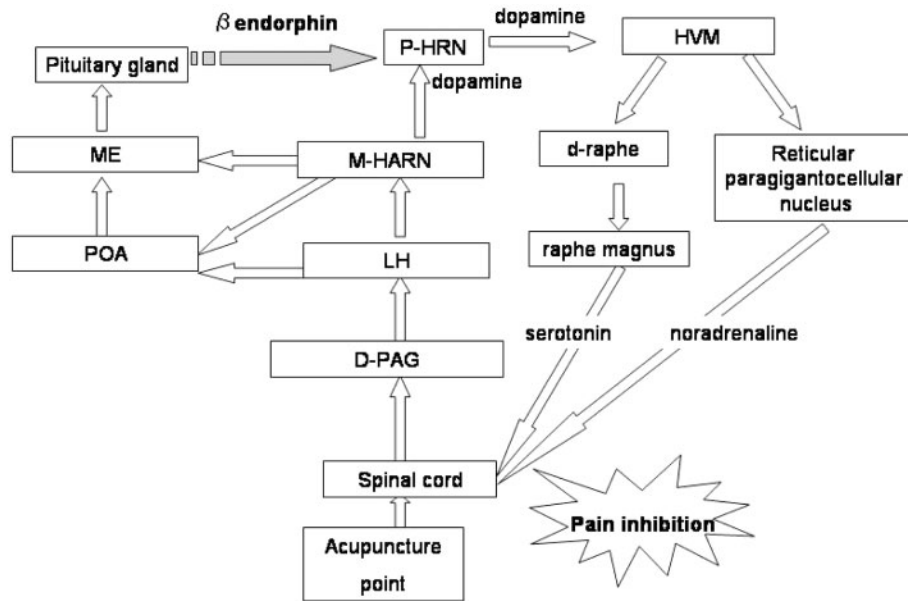 β endorphin
dopamine
P-HRN
HVM
Pituitary gland
dopamine
ME
M-HARN
d-raphe
Reticular
paragigantocellular
nucleus
POA
LH
raphe magnus
serotonin
noradrenaline
D-PAG
Spinal cord
Pain inhibition
Acupuncture
point